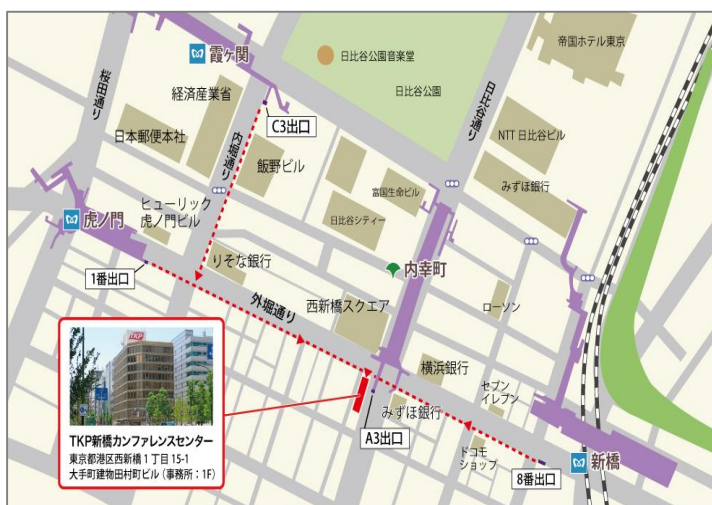 霞ヶ関
桜田通り
経済産業省
日本郵便本社
内堀通り
日比谷公園音楽堂
日比谷公園
日比谷通り
帝国ホテル東京
NTT日比谷ビル
みずほ銀行
C3出口
飯野ビル
富国生命ビル
日比谷シティー
ヒューリック
虎ノ門ビル
虎ノ門
1番出口
りそな銀行
内幸町
外堀通り
西新橋スクエア
ローソン
横浜銀行
セブン
イレブン
みずほ銀行
A3出口
ドコモ
ショップ
8番出口
新橋
TKP
TKP新橋カンファレンスセンター
東京都港区西新橋1丁目15-1
大手町建物田村町ビル(事務所:1F)